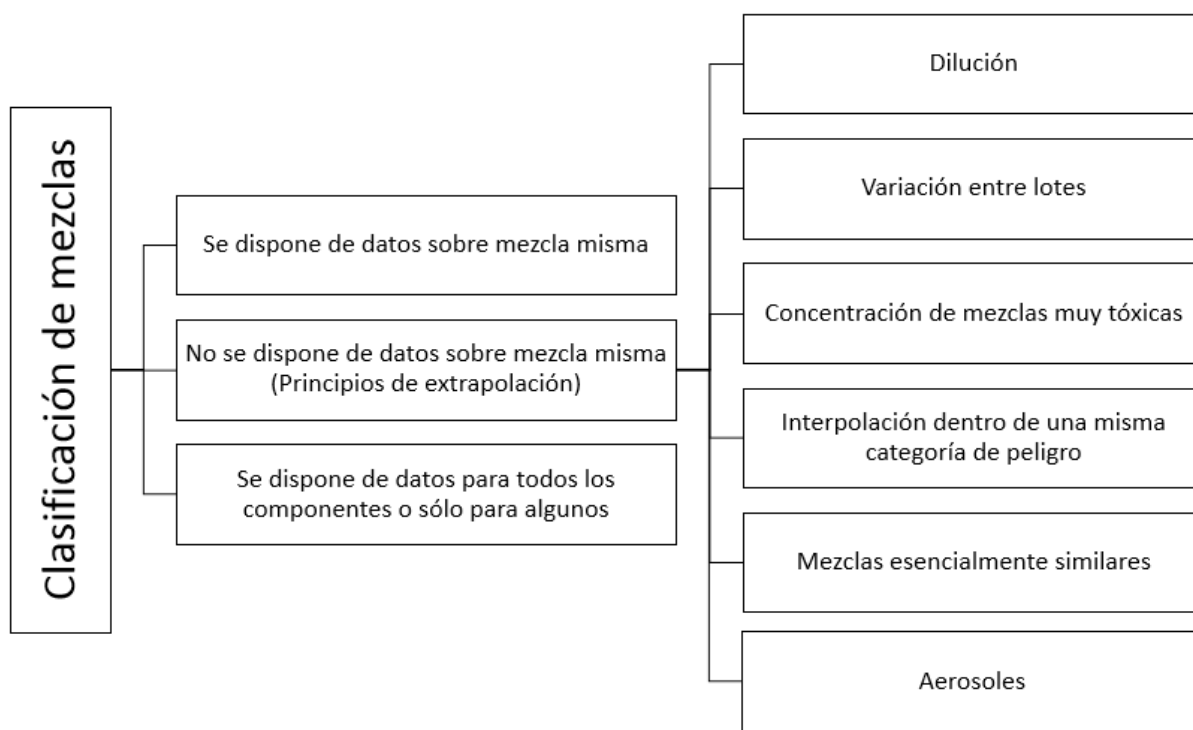 Clasificación de mezclas
Se dispone de datos sobre mezcla misma
No se dispone de datos sobre mezcla misma
(Principios de extrapolación)
Se dispone de datos para todos los
componentes o sólo para algunos
Dilución
Variación entre lotes
Concentración de mezclas muy tóxicas
Interpolación dentro de una misma
categoría de peligro
Mezclas esencialmente similares
Aerosoles